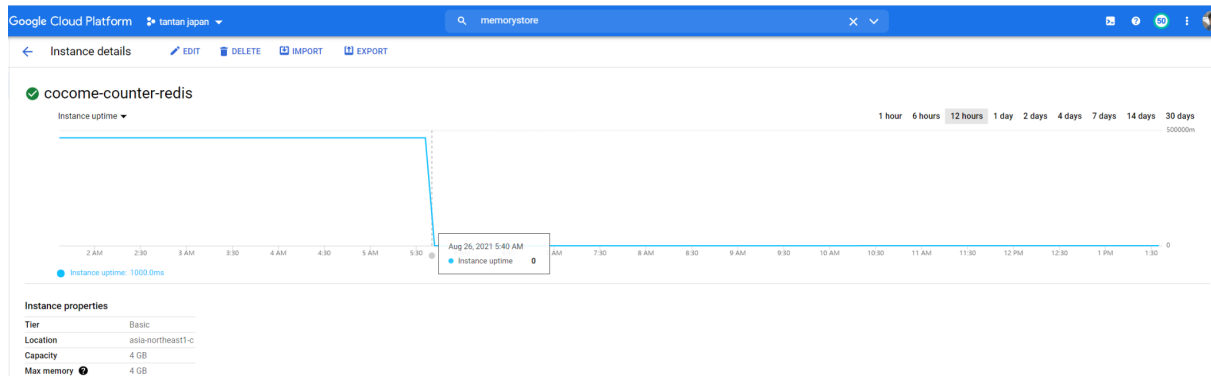 Google Cloud Platform tantan japan memorystore 50
Instance details EDIT DELETE IMPORT EXPORT
cocome-counter-redis
Instance uptime 1 hour 6 hours 12 hours 1 day 2 days 4 days 7 days 14 days 30 days
500000m
Aug 26, 2021 5:40 AM
Instance uptime 0
0
2 AM 2:30 3 AM 3:30 4 AM 4:30 5 AM 5:30 AM 7:30 8 AM 8:30 9 AM 9:30 10 AM 10:30 11 AM 11:30 12 PM 12:30 1 PM 1:30
Instance uptime: 1000.0ms
Instance properties
Tier Basic
Location asia-northeast1-c
Capacity 4 GB
Max memory 4 GB